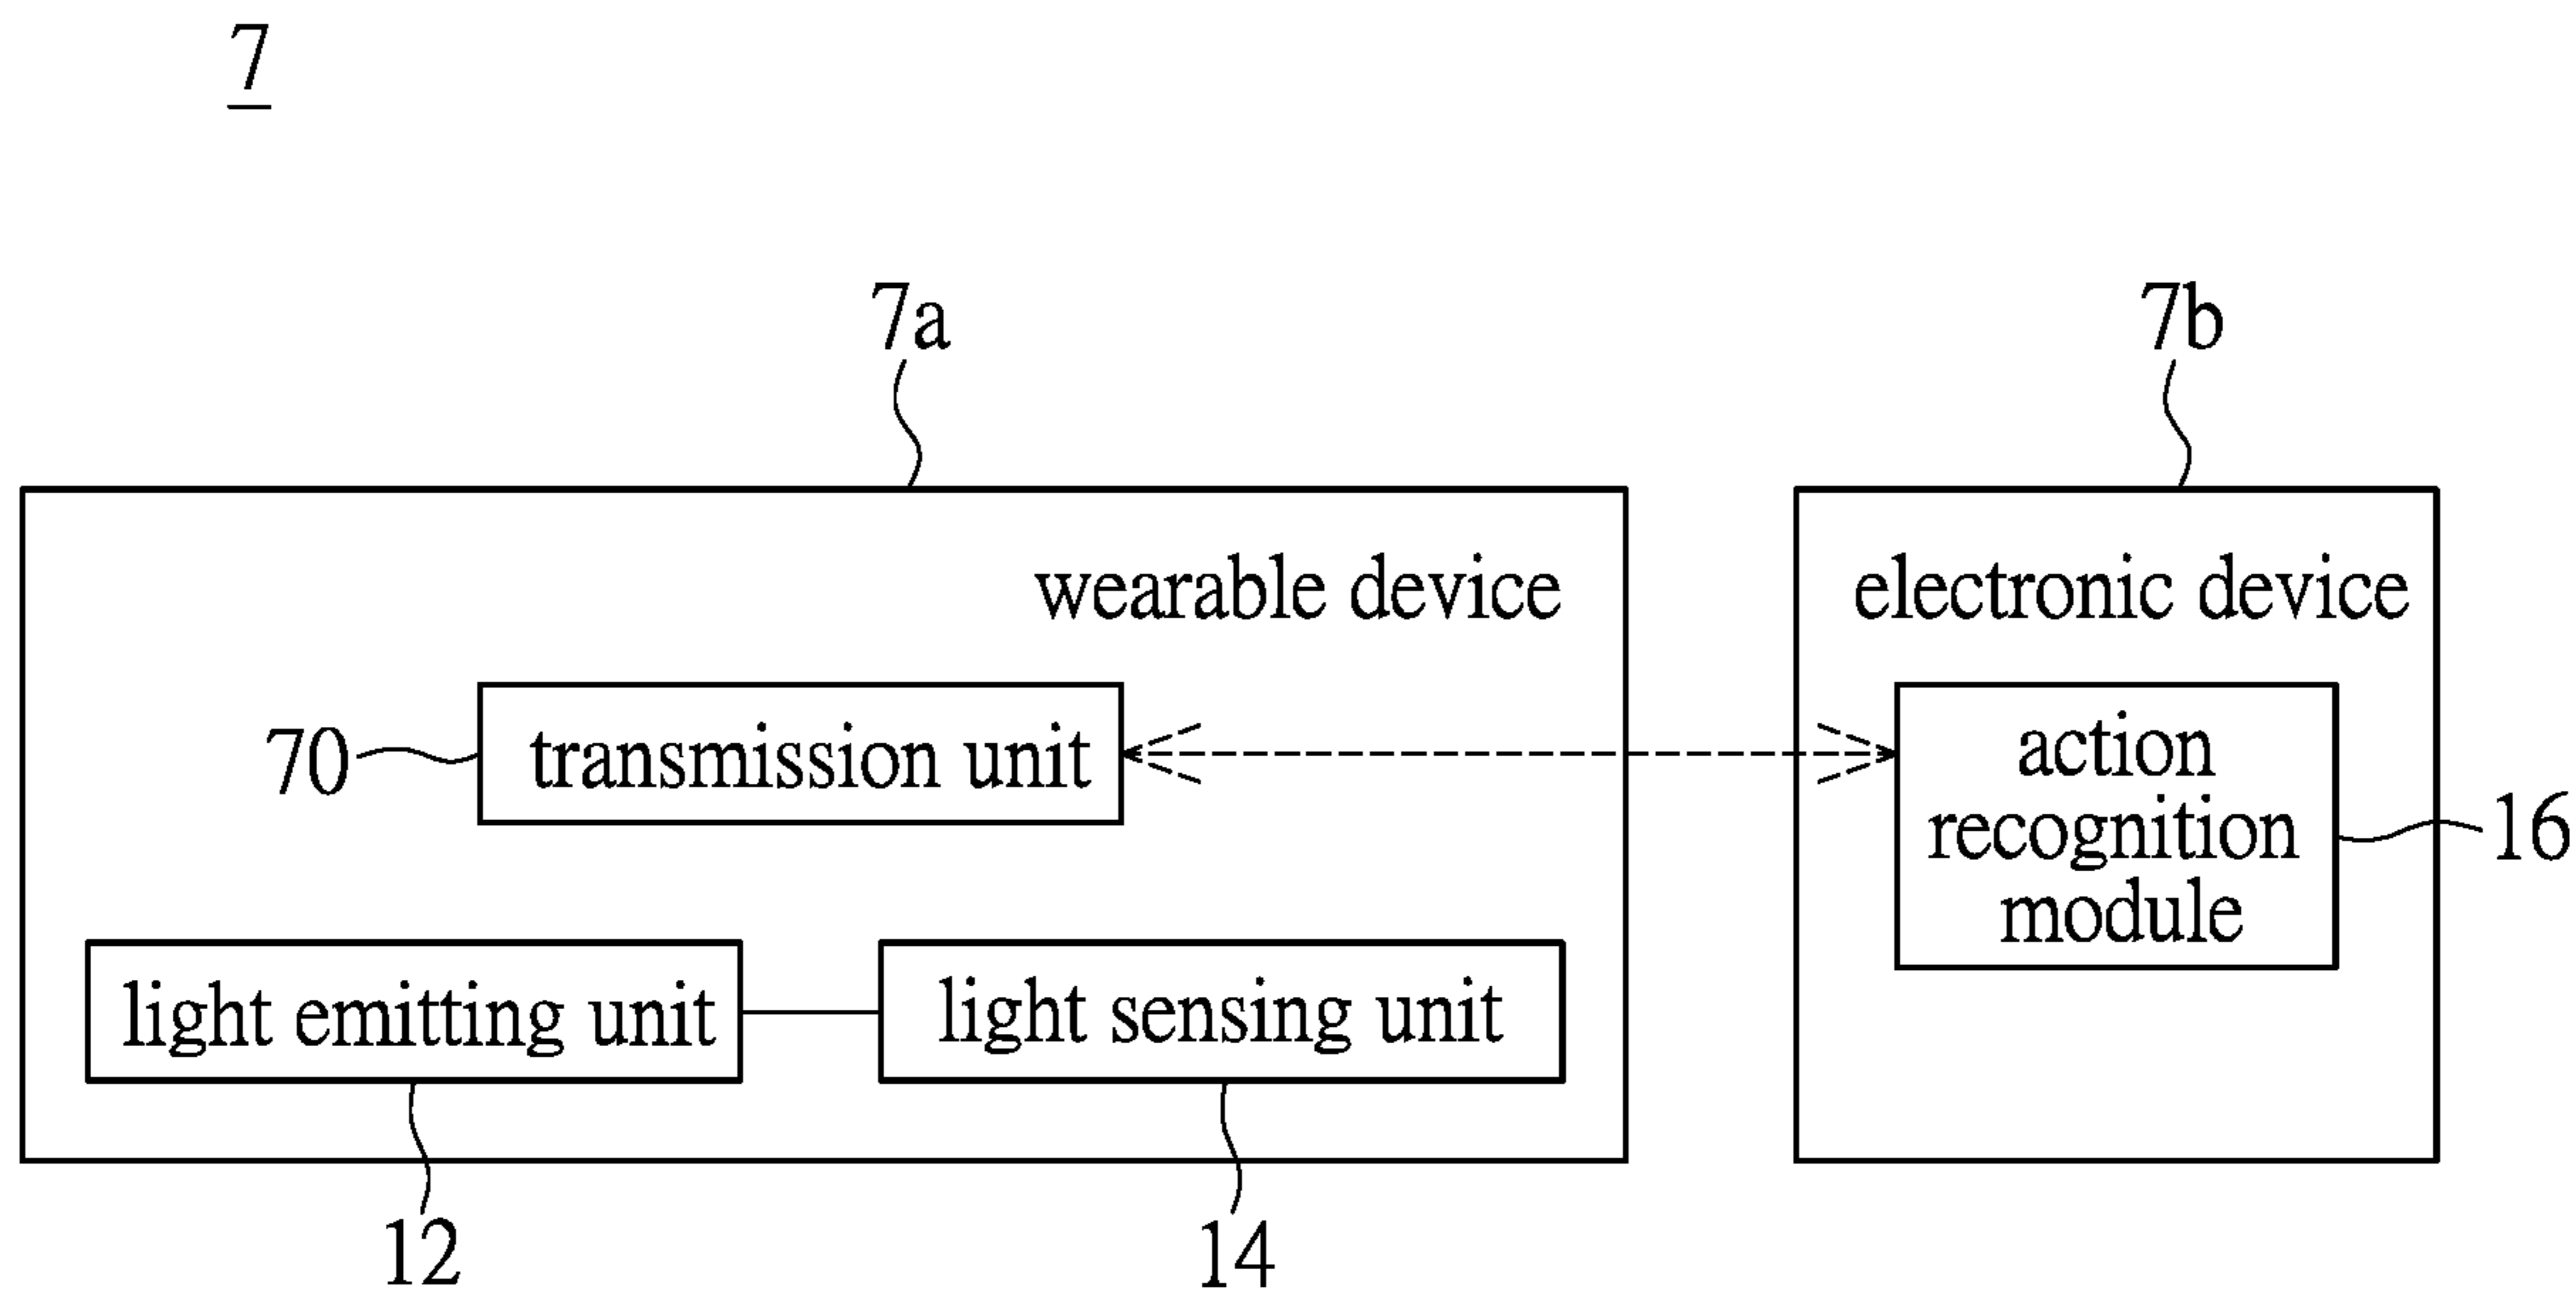 7
7a
7b
wearable device
electronic device
70
transmission unit
action
recognition
module
16
light emitting unit
light sensing unit
12
14